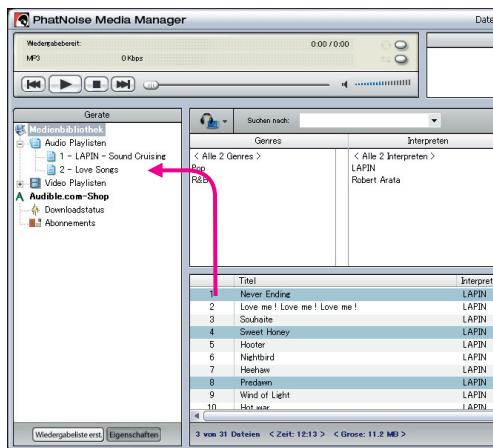 PhatNoise Media Manager
Date
Wiedergabebereit:
0:00 / 0:00
MP3
0 Kbps
Gerate
Medienbibliothek
Audio Playlisten
1 - LAPIN - Sound Cruising
2 - Love Songs
Video Playlisten
Audible.com-Shop
Downloadstatus
Abonnements
Wiedergabeliste erst.
Eigenschaften
Suchen nach:
Genres
Interpreten
< Alle 2 Genres >
< Alle 2 Interpreten >
Pop
LAPIN
R&B
Robert Arata
Titel
Interpret
1 Never Ending LAPIN
2 Love me ! Love me ! Love me ! LAPIN
3 Souhaite LAPIN
4 Sweet Honey LAPIN
5 Hooter LAPIN
6 Nightbird LAPIN
7 Heehaw LAPIN
8 Predawn LAPIN
9 Wind of Light LAPIN
10 Hot war LAPIN
3 von 31 Dateien < Zeit: 12:13 > < Grose: 11.2 MB >